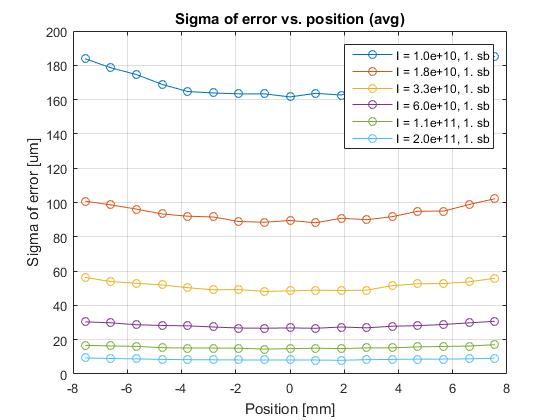 Sigma of error vs. position (avg)
200
180
160
140
120
100
80
60
40
20
0
Sigma of error [um]
I = 1.0e+10, 1. sb
I = 1.8e+10, 1. sb
I = 3.3e+10, 1. sb
I = 6.0e+10, 1. sb
I = 1.1e+11, 1. sb
I = 2.0e+11, 1. sb
-8 -6 -4 -2 0 2 4 6 8
Position [mm]